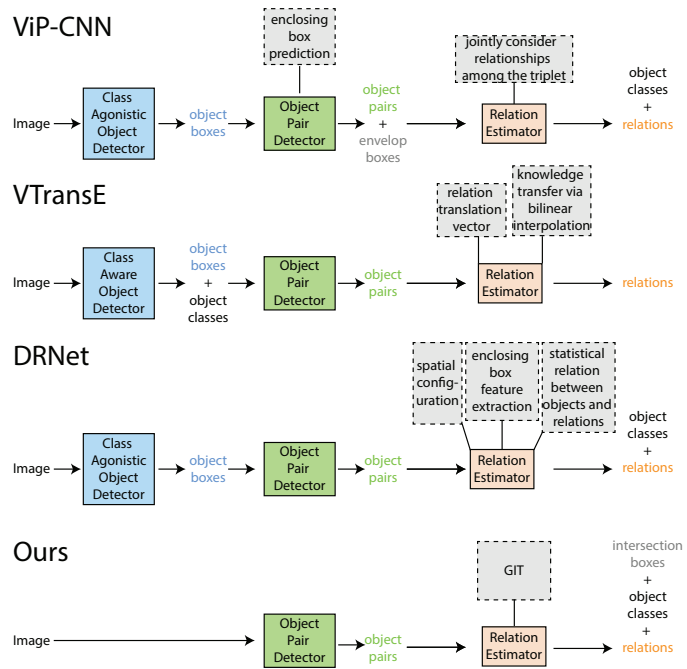 ViP-CNN
enclosing
box
prediction
jointly consider
relationships
among the triplet
Image
Class
Agonistic
Object
Detector
object
boxes
Object
Pair
Detector
object
pairs
+
envelop
boxes
Relation
Estimator
object
classes
+
relations
VTransE
relation
translation
vector
knowledge
transfer via
bilinear
interpolation
Image
Class
Aware
Object
Detector
object
boxes
+
object
classes
Object
Pair
Detector
object
pairs
Relation
Estimator
relations
DRNet
spatial
config-
uration
enclosing
box
feature
extraction
statistical
relation
between
objects and
relations
Image
Class
Agonistic
Object
Detector
object
boxes
Object
Pair
Detector
object
pairs
Relation
Estimator
object
classes
+
relations
Ours
GIT
Image
Object
Pair
Detector
object
pairs
Relation
Estimator
intersection
boxes
+
object
classes
+
relations